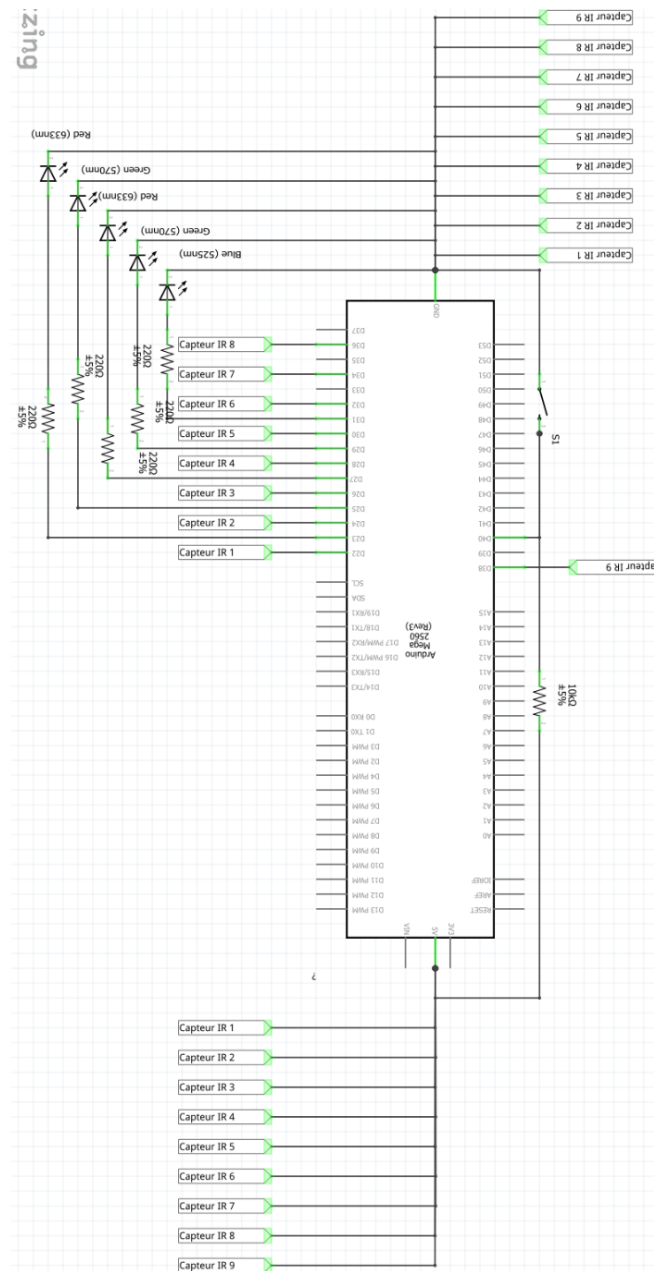 zing
Capteur IR 9
Capteur IR 8
Capteur IR 7
Capteur IR 6
Capteur IR 5
Capteur IR 4
Capteur IR 3
Capteur IR 2
Capteur IR 1
Red (633nm)
Green (570nm)
Red (633nm)
Green (570nm)
Blue (525nm)
220Ω
±5%
220Ω
±5%
220Ω
±5%
220Ω
±5%
220Ω
±5%
Capteur IR 8
Capteur IR 7
Capteur IR 6
Capteur IR 5
Capteur IR 4
Capteur IR 3
Capteur IR 2
Capteur IR 1
GND
D37
D36
D35
D34
D33
D32
D31
D30
D29
D28
D27
D26
D25
D24
D23
D22
SCL
SDA
D19/RX1
D18/TX1
D17 PWM/RX2
D16 PWM/TX2
D15/RX3
D14/TX3
D0 RX0
D1 TX0
D3 PWM
D2 PWM
D4 PWM
D5 PWM
D6 PWM
D7 PWM
D8 PWM
D9 PWM
D10 PWM
D11 PWM
D12 PWM
D13 PWM
Arduino
Mega
2560
(Rev3)
D53
D52
D51
D50
D49
D48
D47
D46
D45
D44
D43
D42
D41
D40
D39
D38
A15
A14
A13
A12
A11
A10
A9
A8
A7
A6
A5
A4
A3
A2
A1
A0
IOREF
AREF
RESET
VIN
5V
3V3
S1
Capteur IR 9
10kΩ
±5%
?
Capteur IR 1
Capteur IR 2
Capteur IR 3
Capteur IR 4
Capteur IR 5
Capteur IR 6
Capteur IR 7
Capteur IR 8
Capteur IR 9